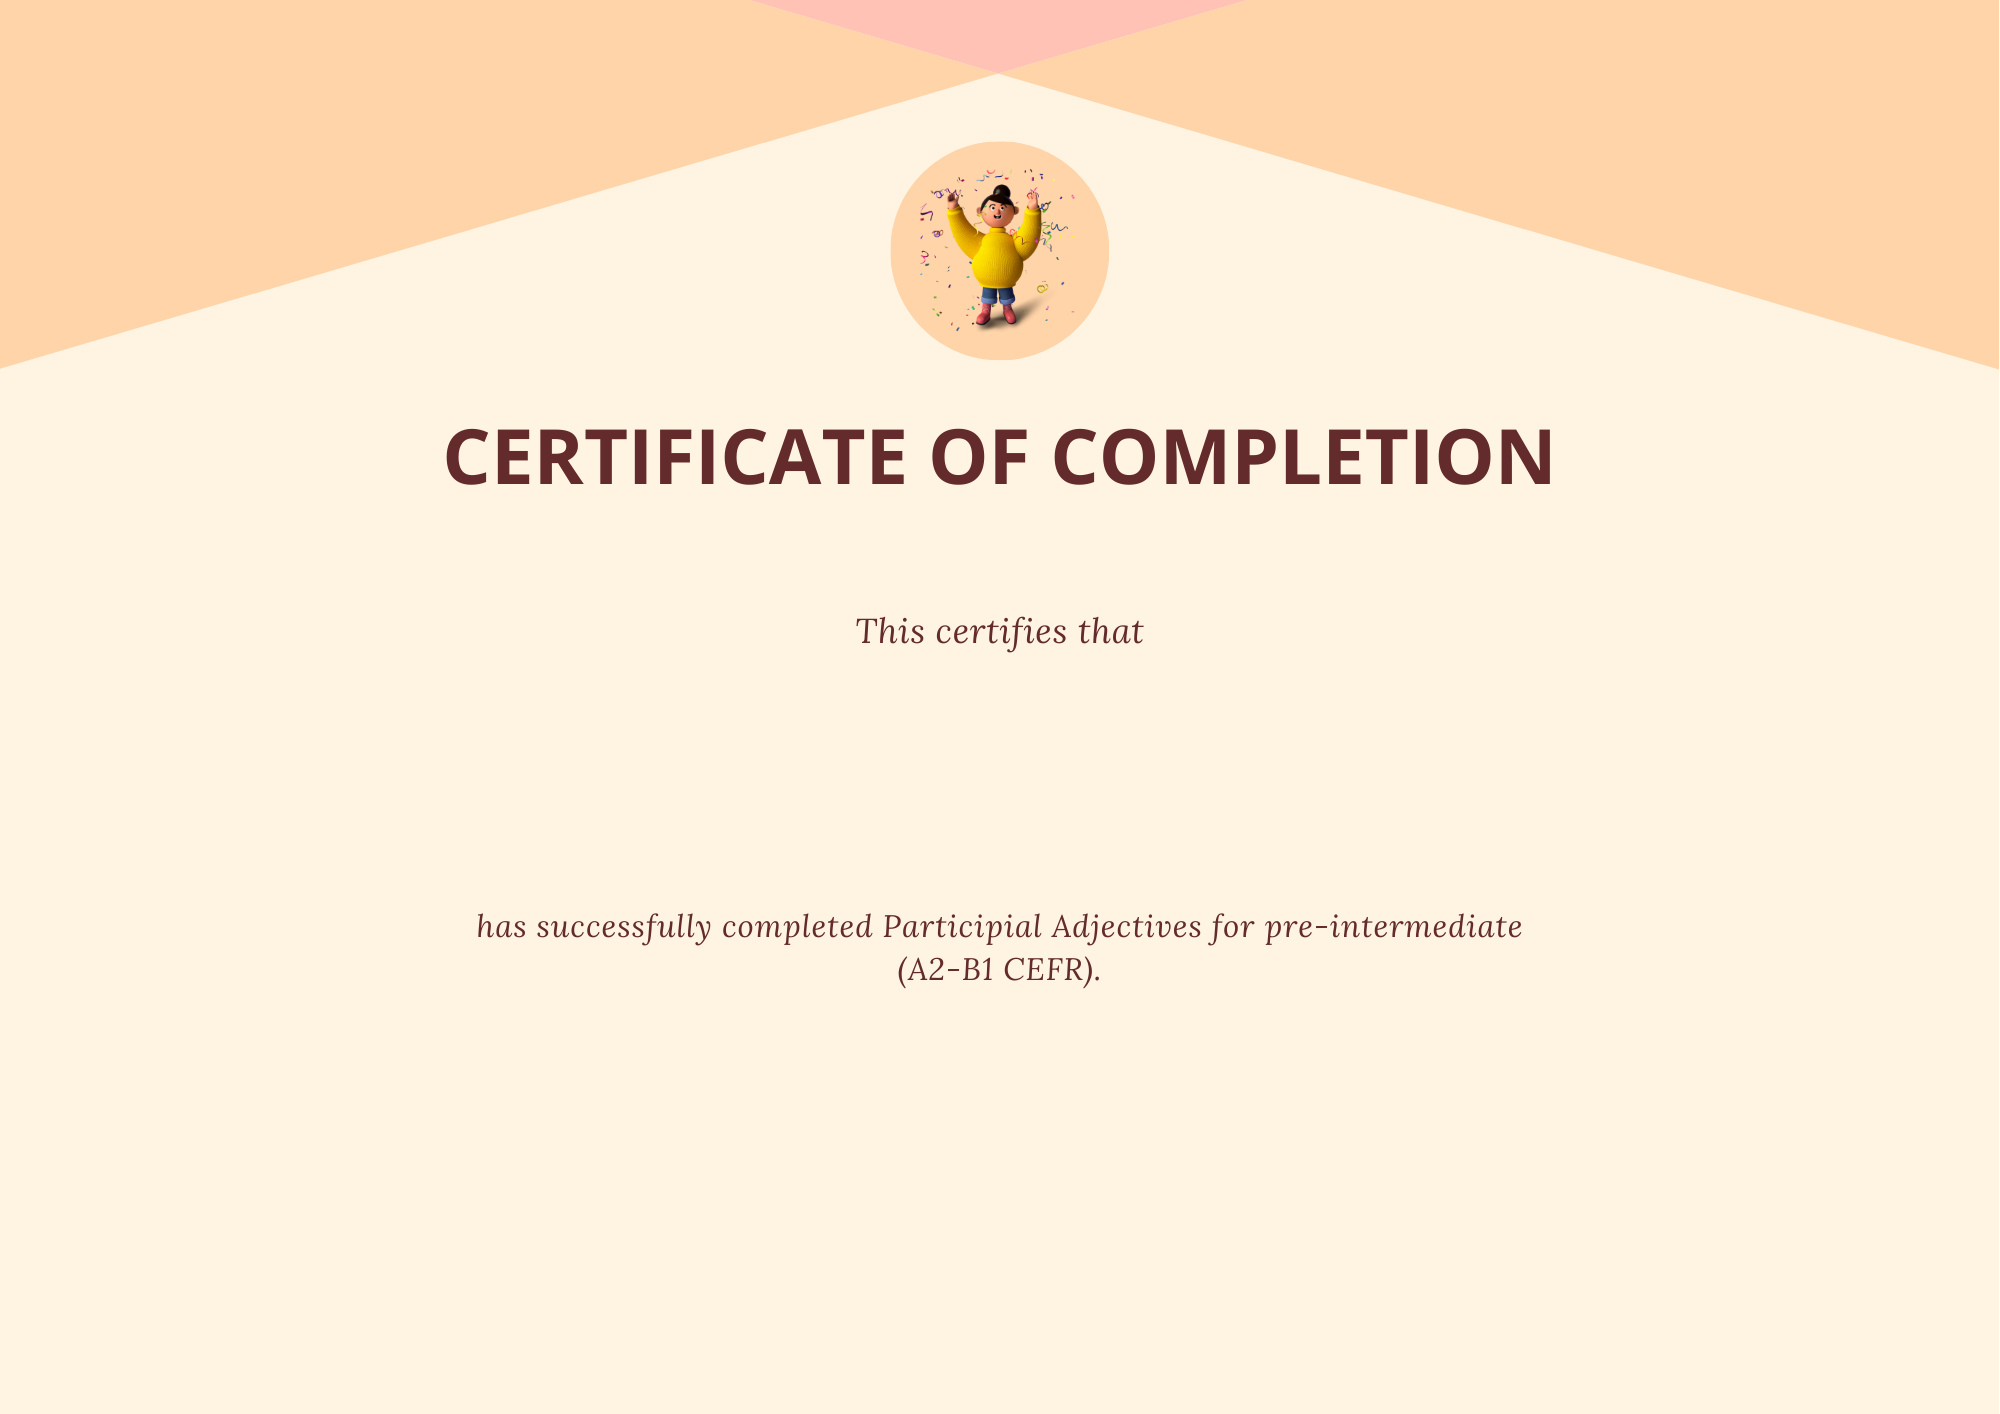 CERTIFICATE OF COMPLETION
This certifies that
has successfully completed Participial Adjectives for pre-intermediate
(A2-B1 CEFR).